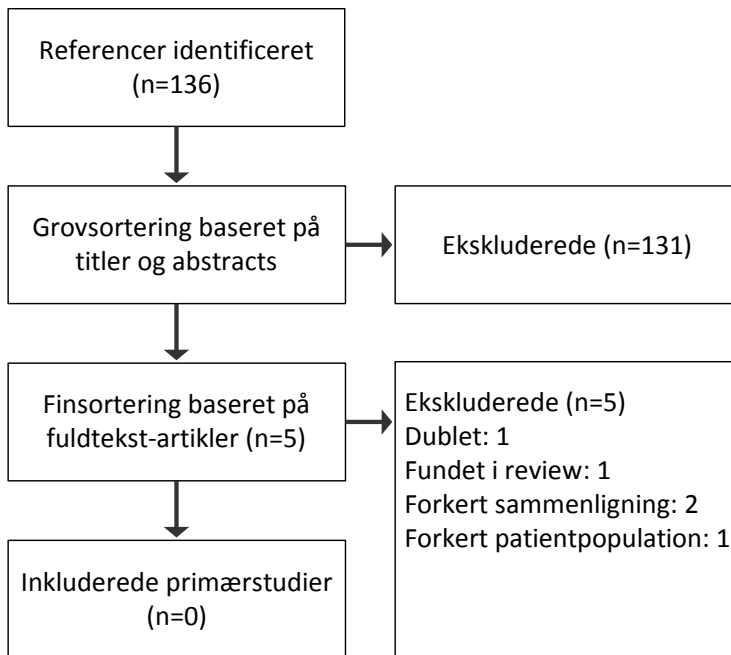 Referencer identificeret
(n=136)
Grovsortering baseret på
titler og abstracts
Ekskluderede (n=131)
Finsortering baseret på
fuldtekst-artikler (n=5)
Ekskluderede (n=5)
Dublet: 1
Fundet i review: 1
Forkert sammenligning: 2
Forkert patientpopulation: 1
Inkluderede primærstudier
(n=0)